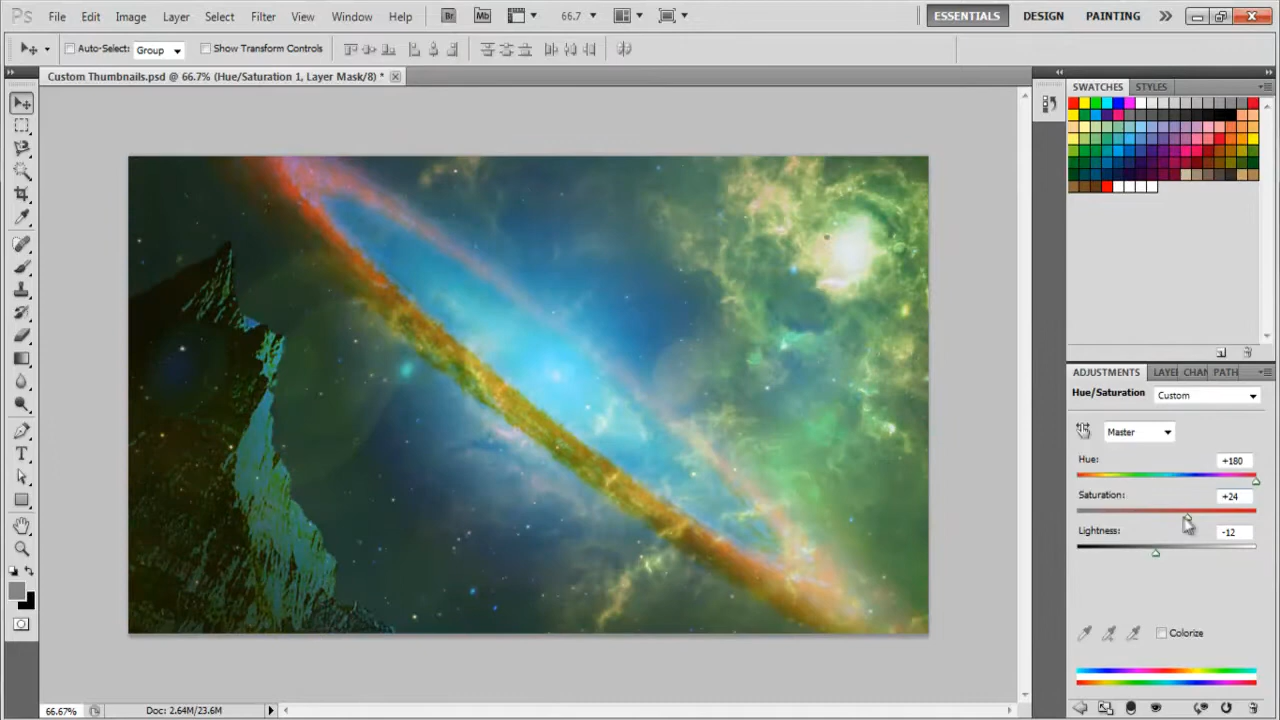 Ps File Edit Image Layer Select Filter View Window Help Br Mb 66.7 ESSENTIALS DESIGN PAINTING
Auto-Select: Group Show Transform Controls
Custom Thumbnails.psd @ 66.7% (Hue/Saturation 1, Layer Mask/8) *
SWATCHES STYLES
ADJUSTMENTS LAYE CHAN PATH
Hue/Saturation Custom
Master
Hue: +180
Saturation: +24
Lightness: -12
Colorize
66.67% Doc: 2.64M/23.6M